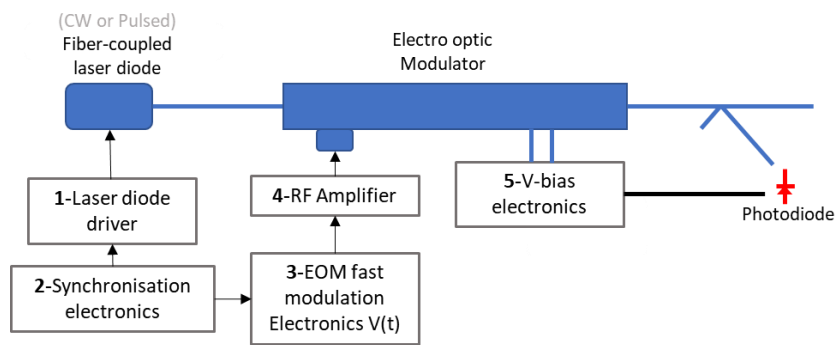 (CW or Pulsed)
Fiber-coupled
laser diode
Electro optic
Modulator
1-Laser diode
driver
4-RF Amplifier
5-V-bias
electronics
Photodiode
2-Synchronisation
electronics
3-EOM fast
modulation
Electronics V(t)